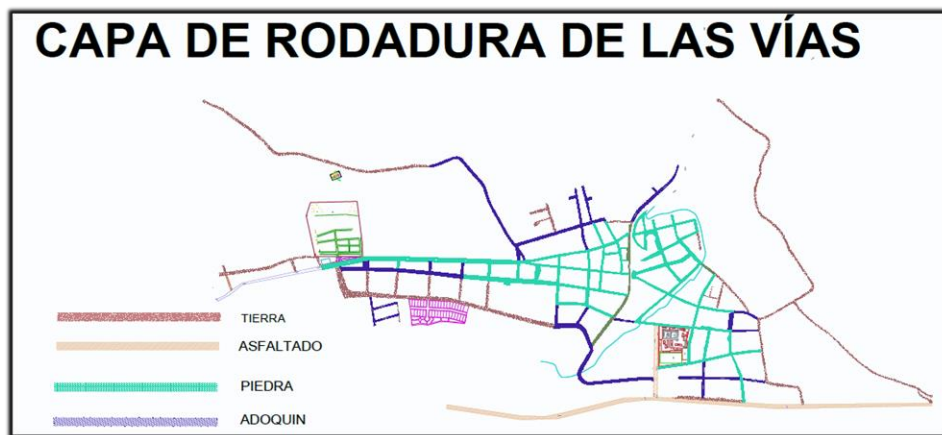 CAPA DE RODADURA DE LAS VÍAS
TIERRA
ASFALTADO
PIEDRA
ADOQUIN